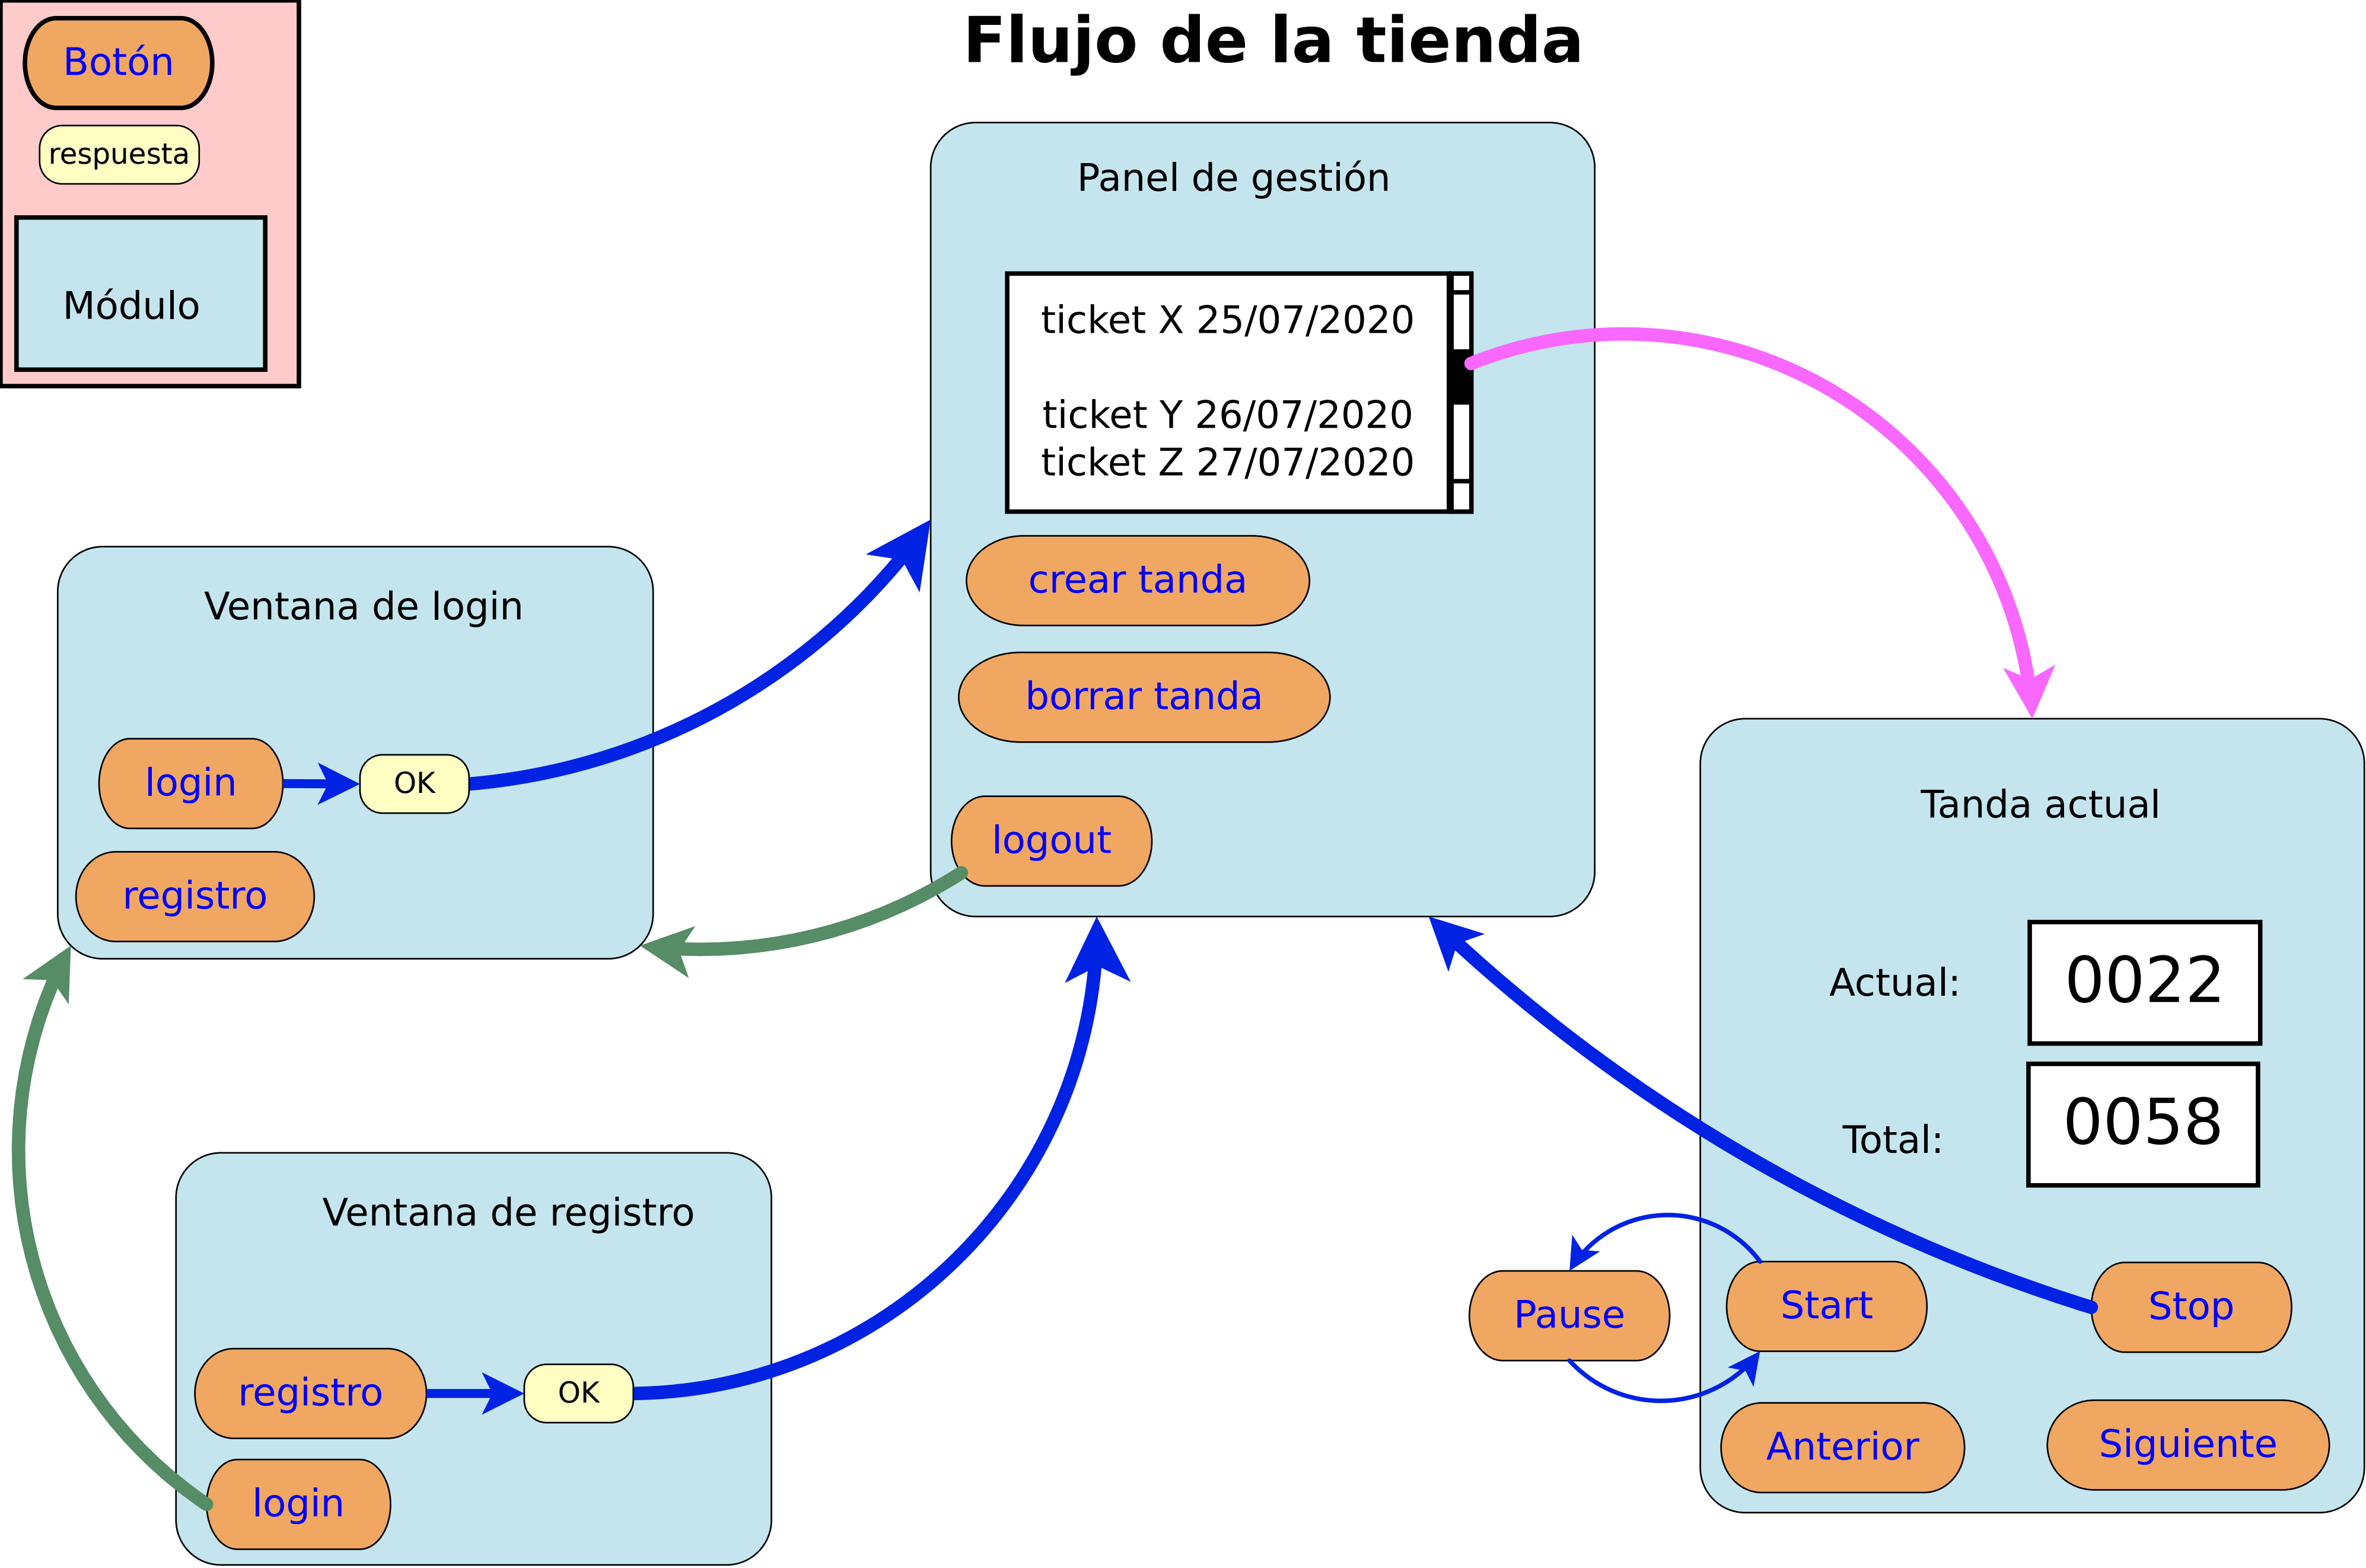 Flujo de la tienda
Botón
respuesta
Módulo
Panel de gestión
ticket X 25/07/2020
ticket Y 26/07/2020
ticket Z 27/07/2020
crear tanda
borrar tanda
logout
Ventana de login
login
OK
registro
Tanda actual
Actual:
0022
Total:
0058
Pause
Start
Stop
Anterior
Siguiente
Ventana de registro
registro
OK
login